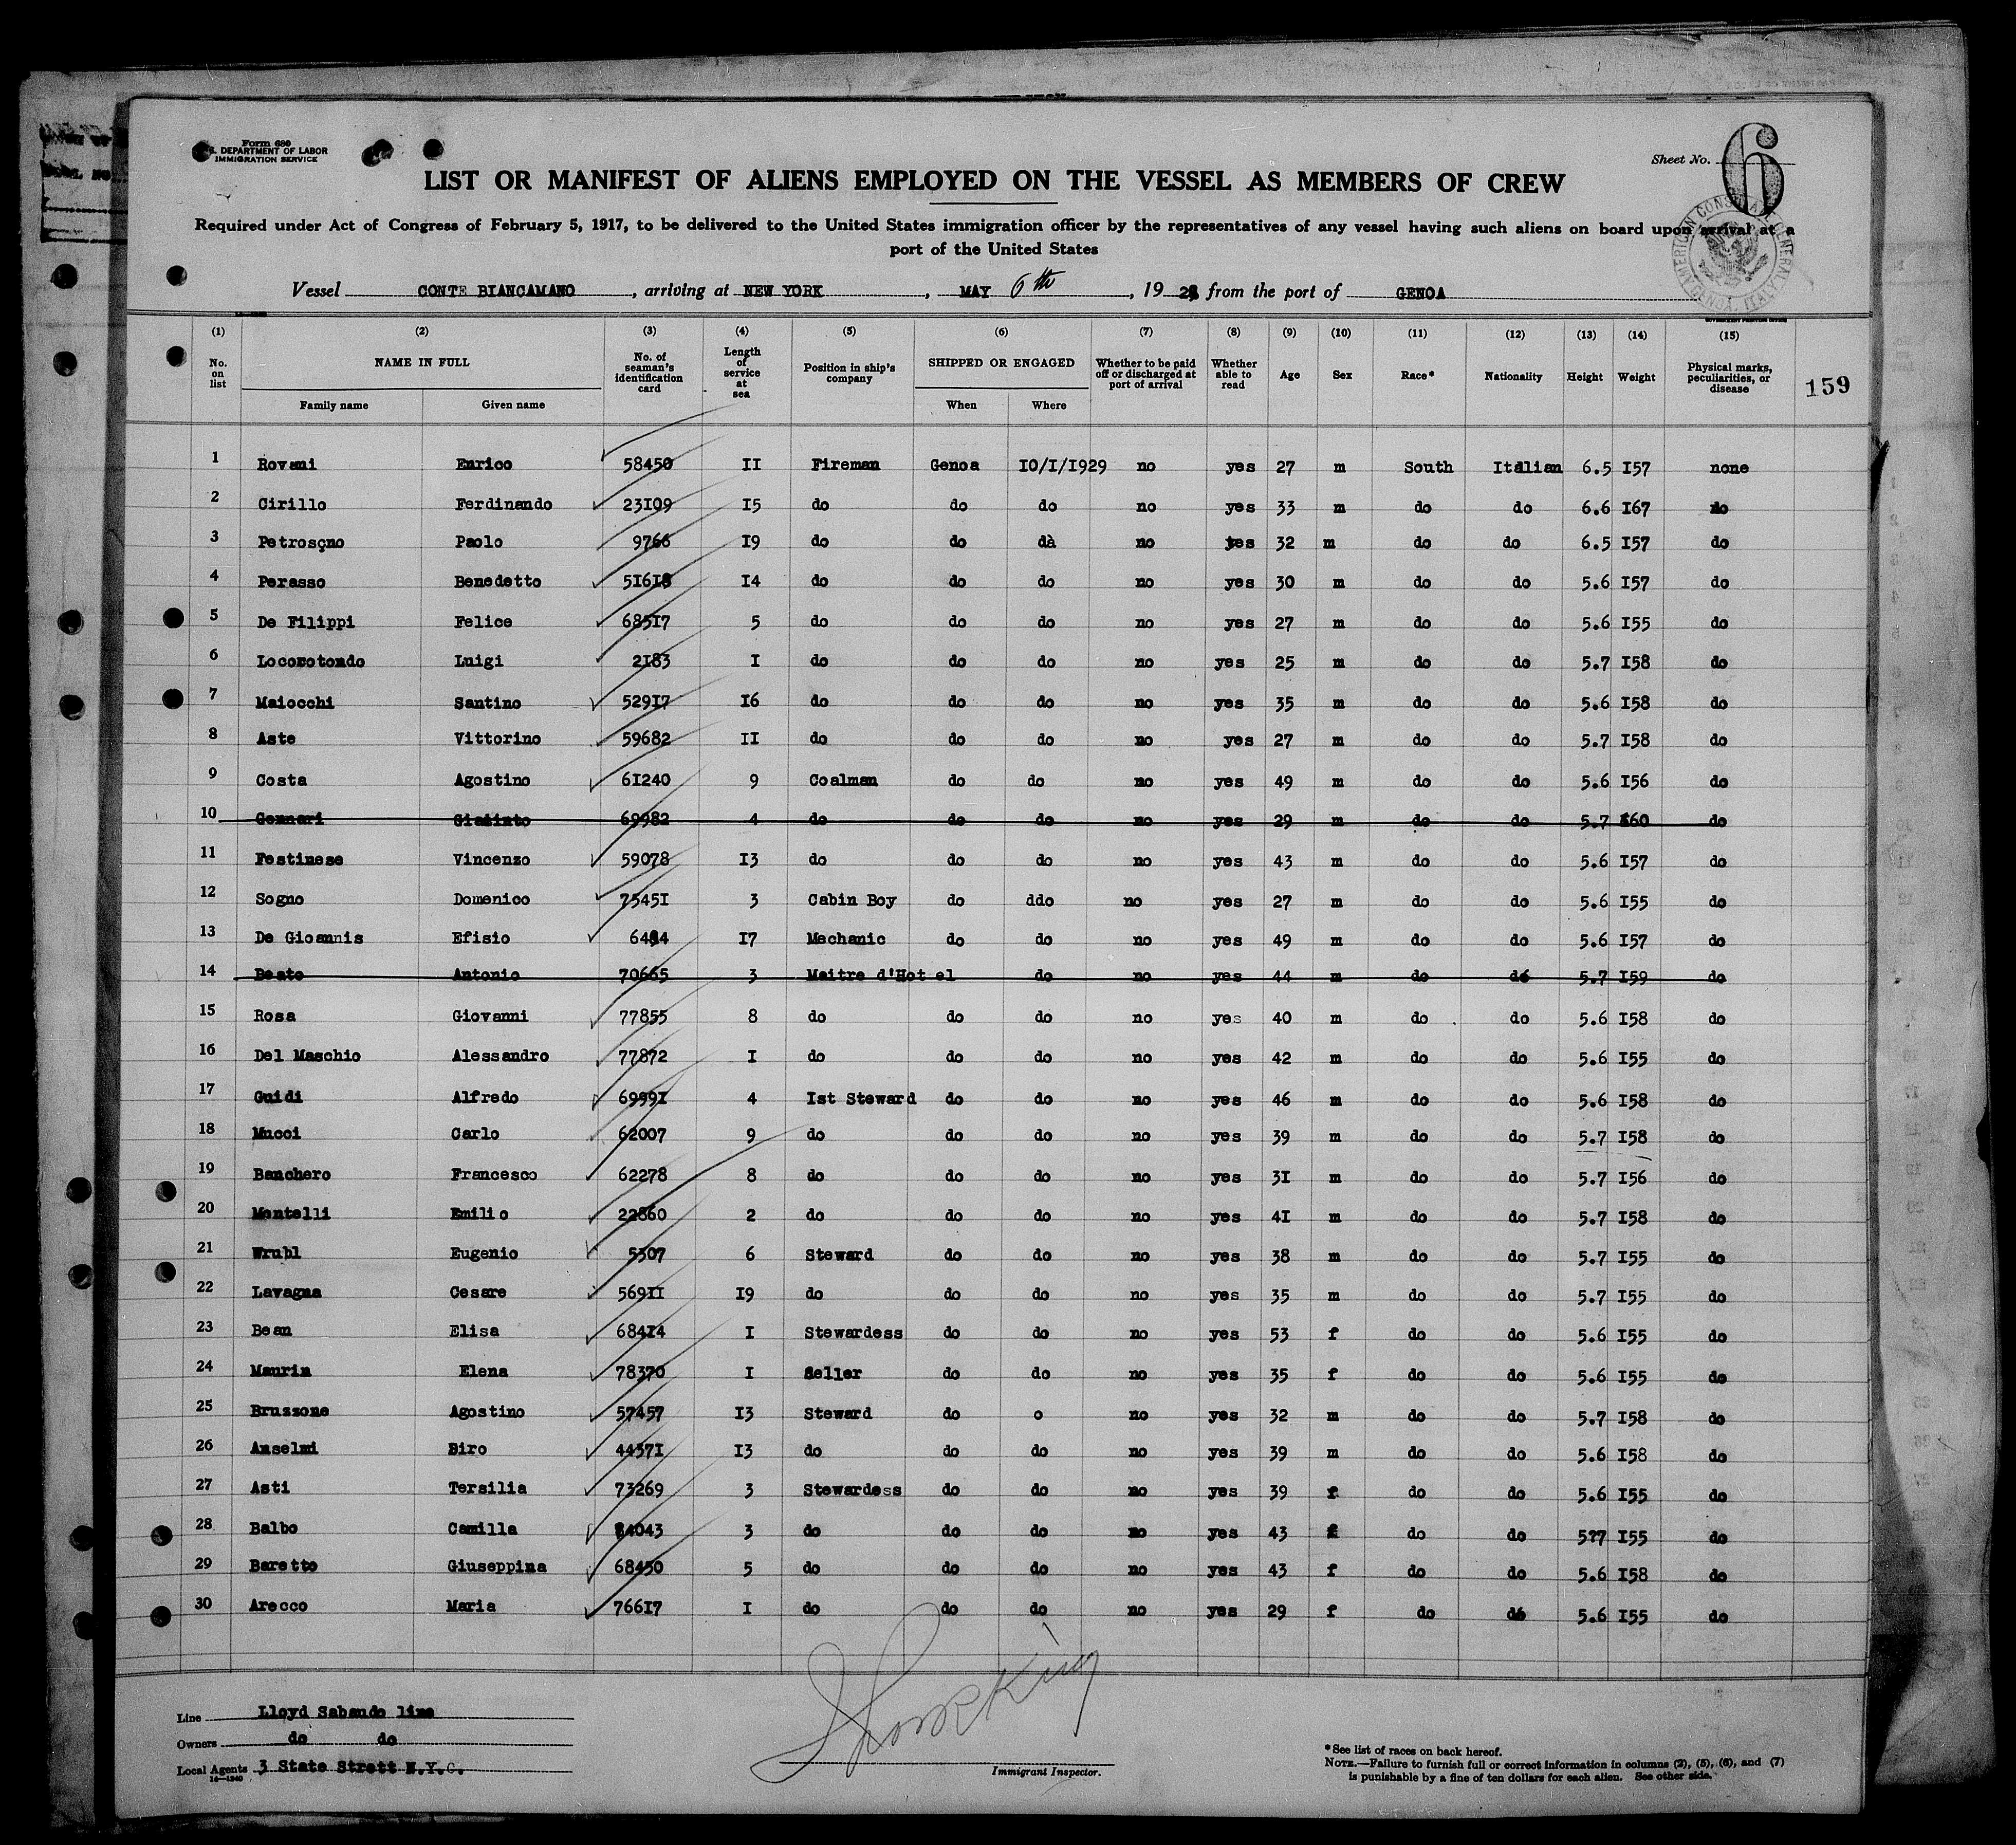 Form 680
U.S. DEPARTMENT OF LABOR
IMMIGRATION SERVICE
Sheet No. 6
LIST OR MANIFEST OF ALIENS EMPLOYED ON THE VESSEL AS MEMBERS OF CREW
Required under Act of Congress of February 5, 1917, to be delivered to the United States immigration officer by the representatives of any vessel having such aliens on board upon arrival at a
port of the United States
AMERICAN CONSULATE GENERAL GENOA, ITALY
Vessel CONTE BIANCAMANO, arriving at NEW YORK, MAY 6th, 1929 from the port of GENOA
(1) (2) (3) (4) (5) (6) (7) (8) (9) (10) (11) (12) (13) (14) (15)
No. on list NAME IN FULL Family name Given name No. of seaman's identification card Length of service at sea Position in ship's company SHIPPED OR ENGAGED When Where Whether to be paid off or discharged at port of arrival Whether able to read Age Sex Race* Nationality Height Weight Physical marks, peculiarities, or disease 159
1 Rovani Enrico 58450 II Fireman Genoa IO/I/I929 no yes 27 m South Italian 6.5 I57 none
2 Cirillo Ferdinando 23I09 I5 do do do no yes 33 m do do 6.6 I67 do
3 Petrosçno Paolo 9766 I9 do do dà no yes 32 m do do 6.5 I57 do
4 Perasso Benedetto 5I6I8 I4 do do do no yes 30 m do do 5.6 I57 do
5 De Filippi Felice 685I7 5 do do do no yes 27 m do do 5.6 I55 do
6 Locorotondo Luigi 2I83 I do do do no yes 25 m do do 5.7 I58 do
7 Maiocchi Santino 529I7 I6 do do do no yes 35 m do do 5.6 I58 do
8 Aste Vittorino 59682 II do do do no yes 27 m do do 5.7 I58 do
9 Costa Agostino 6I240 9 Coalman do do no yes 49 m do do 5.6 I56 do
10 Gennari Giacinto 69982 4 do do do no yes 29 m do do 5.7 I60 do
11 Festinese Vincenzo 59078 I3 do do do no yes 43 m do do 5.6 I57 do
12 Sogno Domenico 7545I 3 Cabin Boy do ddo no yes 27 m do do 5.6 I55 do
13 De Gioannis Efisio I7 Mechanic do do no yes 49 m do do 5.6 I57 do
14 Beato Antonio 70665 3 Maitre d'Hotel do no yes 44 m do do 5.7 I59 do
15 Rosa Giovanni 77855 8 do do do no yes 40 m do do 5.6 I58 do
16 Del Maschio Alessandro 77872 I do do do no yes 42 m do do 5.6 I55 do
17 Guidi Alfredo 6999I 4 Ist Steward do do no yes 46 m do do 5.6 I58 do
18 Mucci Carlo 62007 9 do do do no yes 39 m do do 5.7 I58 do
19 Banchero Francesco 62278 8 do do do no yes 3I m do do 5.7 I56 do
20 Montelli Emilio 22860 2 do do do no yes 4I m do do 5.7 I58 do
21 Wruhl Eugenio 5307 6 Steward do do no yes 38 m do do 5.7 I55 do
22 Lavagna Cesare 569II I9 do do do no yes 35 m do do 5.7 I55 do
23 Bean Elisa 684I4 I Stewardess do do no yes 53 f do do 5.6 I55 do
24 Maurin Elena 78370 I Seller do do no yes 35 f do do 5.6 I55 do
25 Bruzzone Agostino 57457 I3 Steward do o no yes 32 m do do 5.7 I58 do
26 Anselmi Biro 4437I I3 do do do no yes 39 m do do 5.6 I58 do
27 Asti Tersilia 73269 3 Stewardess do do no yes 39 f do do 5.6 I55 do
28 Balbo Camilla 3 do do do no yes 43 f do do 5?7 I55 do
29 Baretto Giuseppina 68450 5 do do do no yes 43 f do do 5.6 I58 do
30 Arecco Maria 766I7 I do do do no yes 29 f do do 5.6 I55 do
Line Lloyd Sabaudo line
Owners do do
Local Agents 3 State Strett N.Y.C.
14—1240
Immigrant Inspector.
*See list of races on back hereof.
NOTE.—Failure to furnish full or correct information in columns (2), (5), (6), and (7)
is punishable by a fine of ten dollars for each alien. See other side.